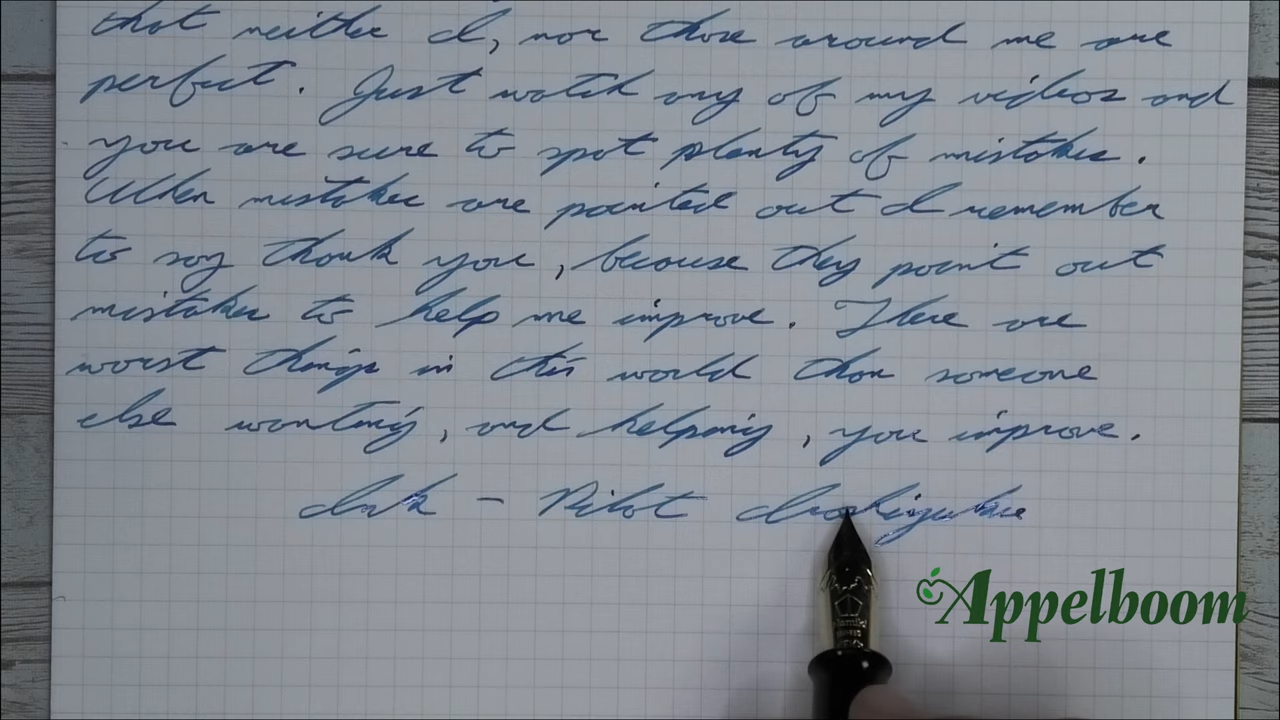 that neither I, nor those around me are
perfect. Just watch any of my videos and
you are sure to spot plenty of mistakes.
When mistakes are pointed out I remember
to say thank you, because they point out
mistakes to help me improve. There are
worst things in this world than someone
else wanting, and helping, you improve.
Ink - Pilot
Appelboom